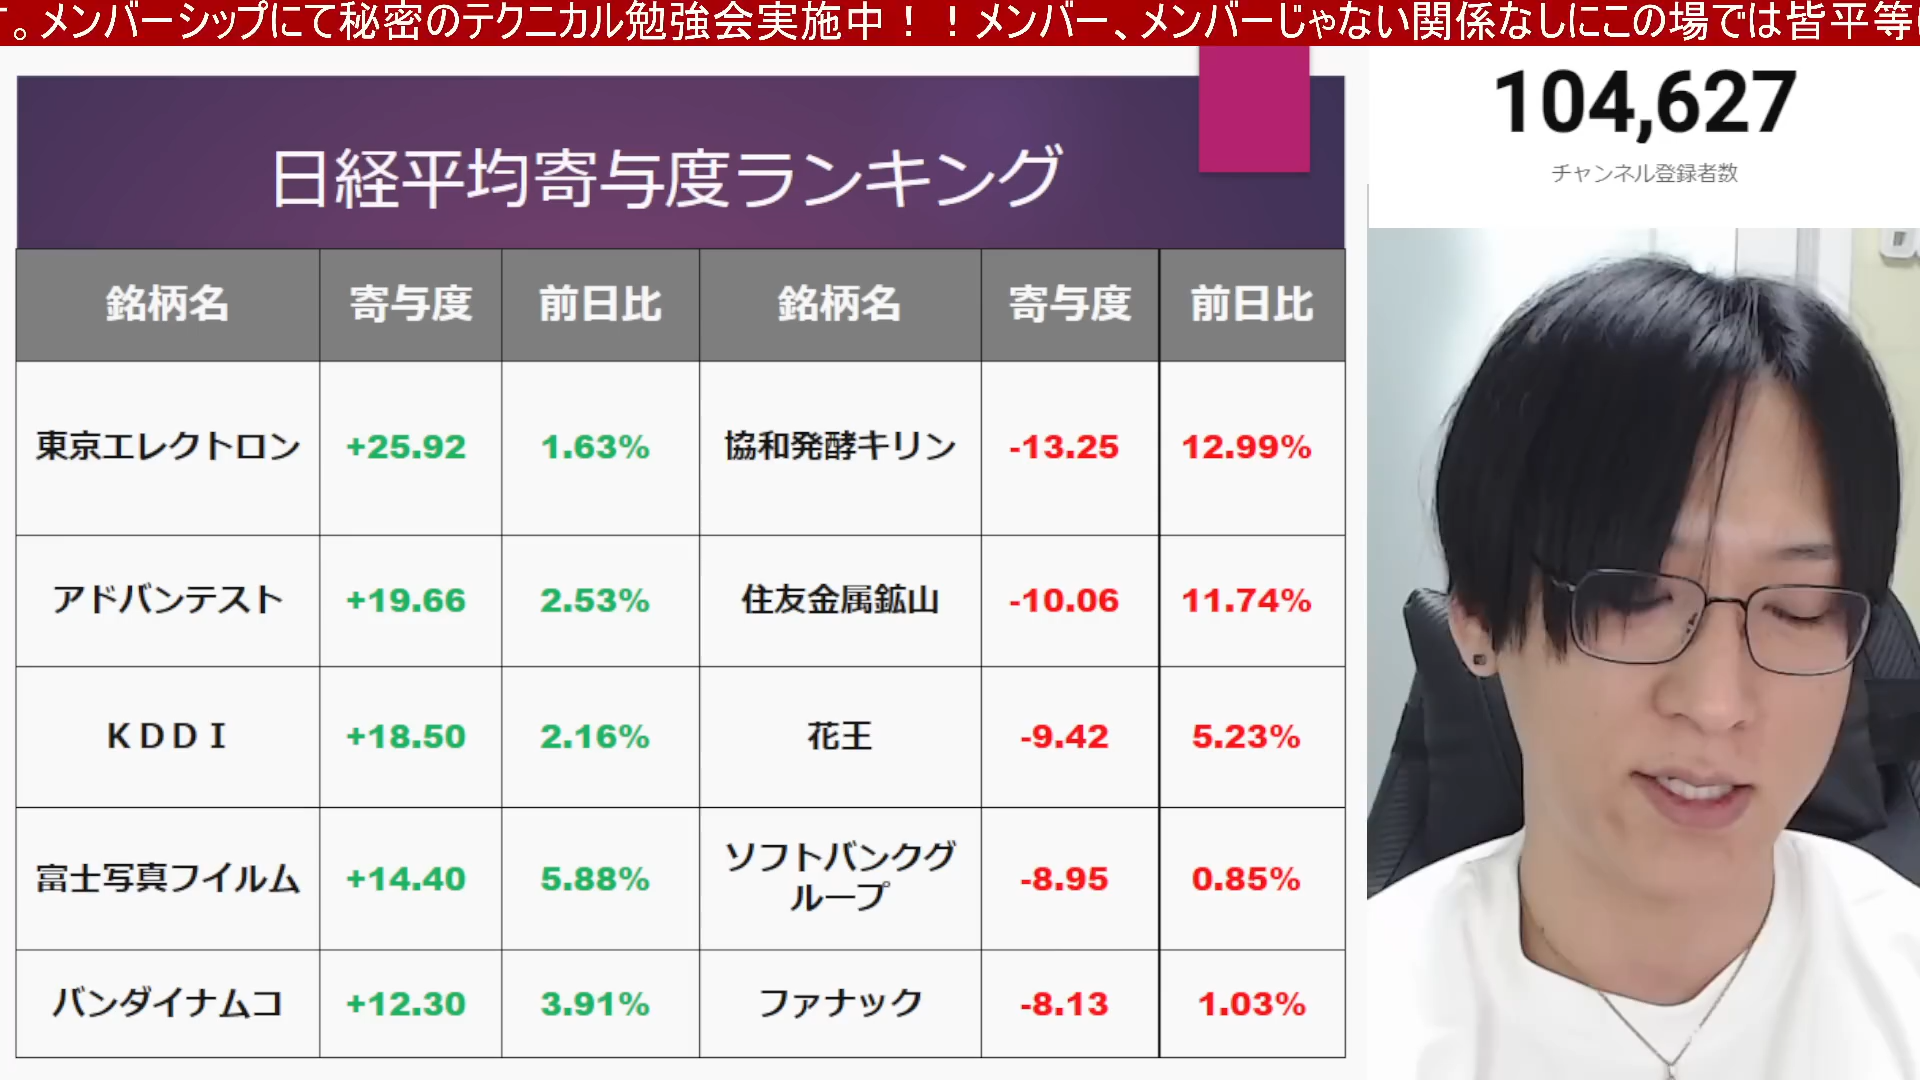 。メンバーシップにて秘密のテクニカル勉強会実施中！！メンバー、メンバーじゃない関係なしにこの場では皆平等
104,627
チャンネル登録者数
日経平均寄与度ランキング
銘柄名 寄与度 前日比 銘柄名 寄与度 前日比
東京エレクトロン +25.92 1.63% 協和発酵キリン -13.25 12.99%
アドバンテスト +19.66 2.53% 住友金属鉱山 -10.06 11.74%
ＫＤＤＩ +18.50 2.16% 花王 -9.42 5.23%
富士写真フイルム +14.40 5.88% ソフトバンクグ
ループ -8.95 0.85%
バンダイナムコ +12.30 3.91% ファナック -8.13 1.03%